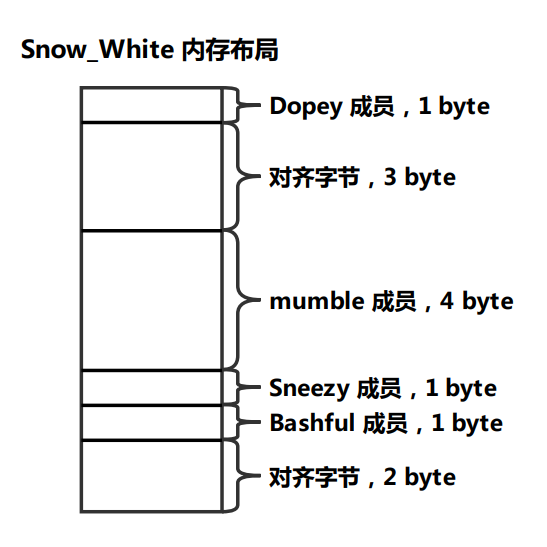 Snow_White 内存布局
Dopey 成员，1 byte
对齐字节，3 byte
mumble 成员，4 byte
Sneezy 成员，1 byte
Bashful 成员，1 byte
对齐字节，2 byte